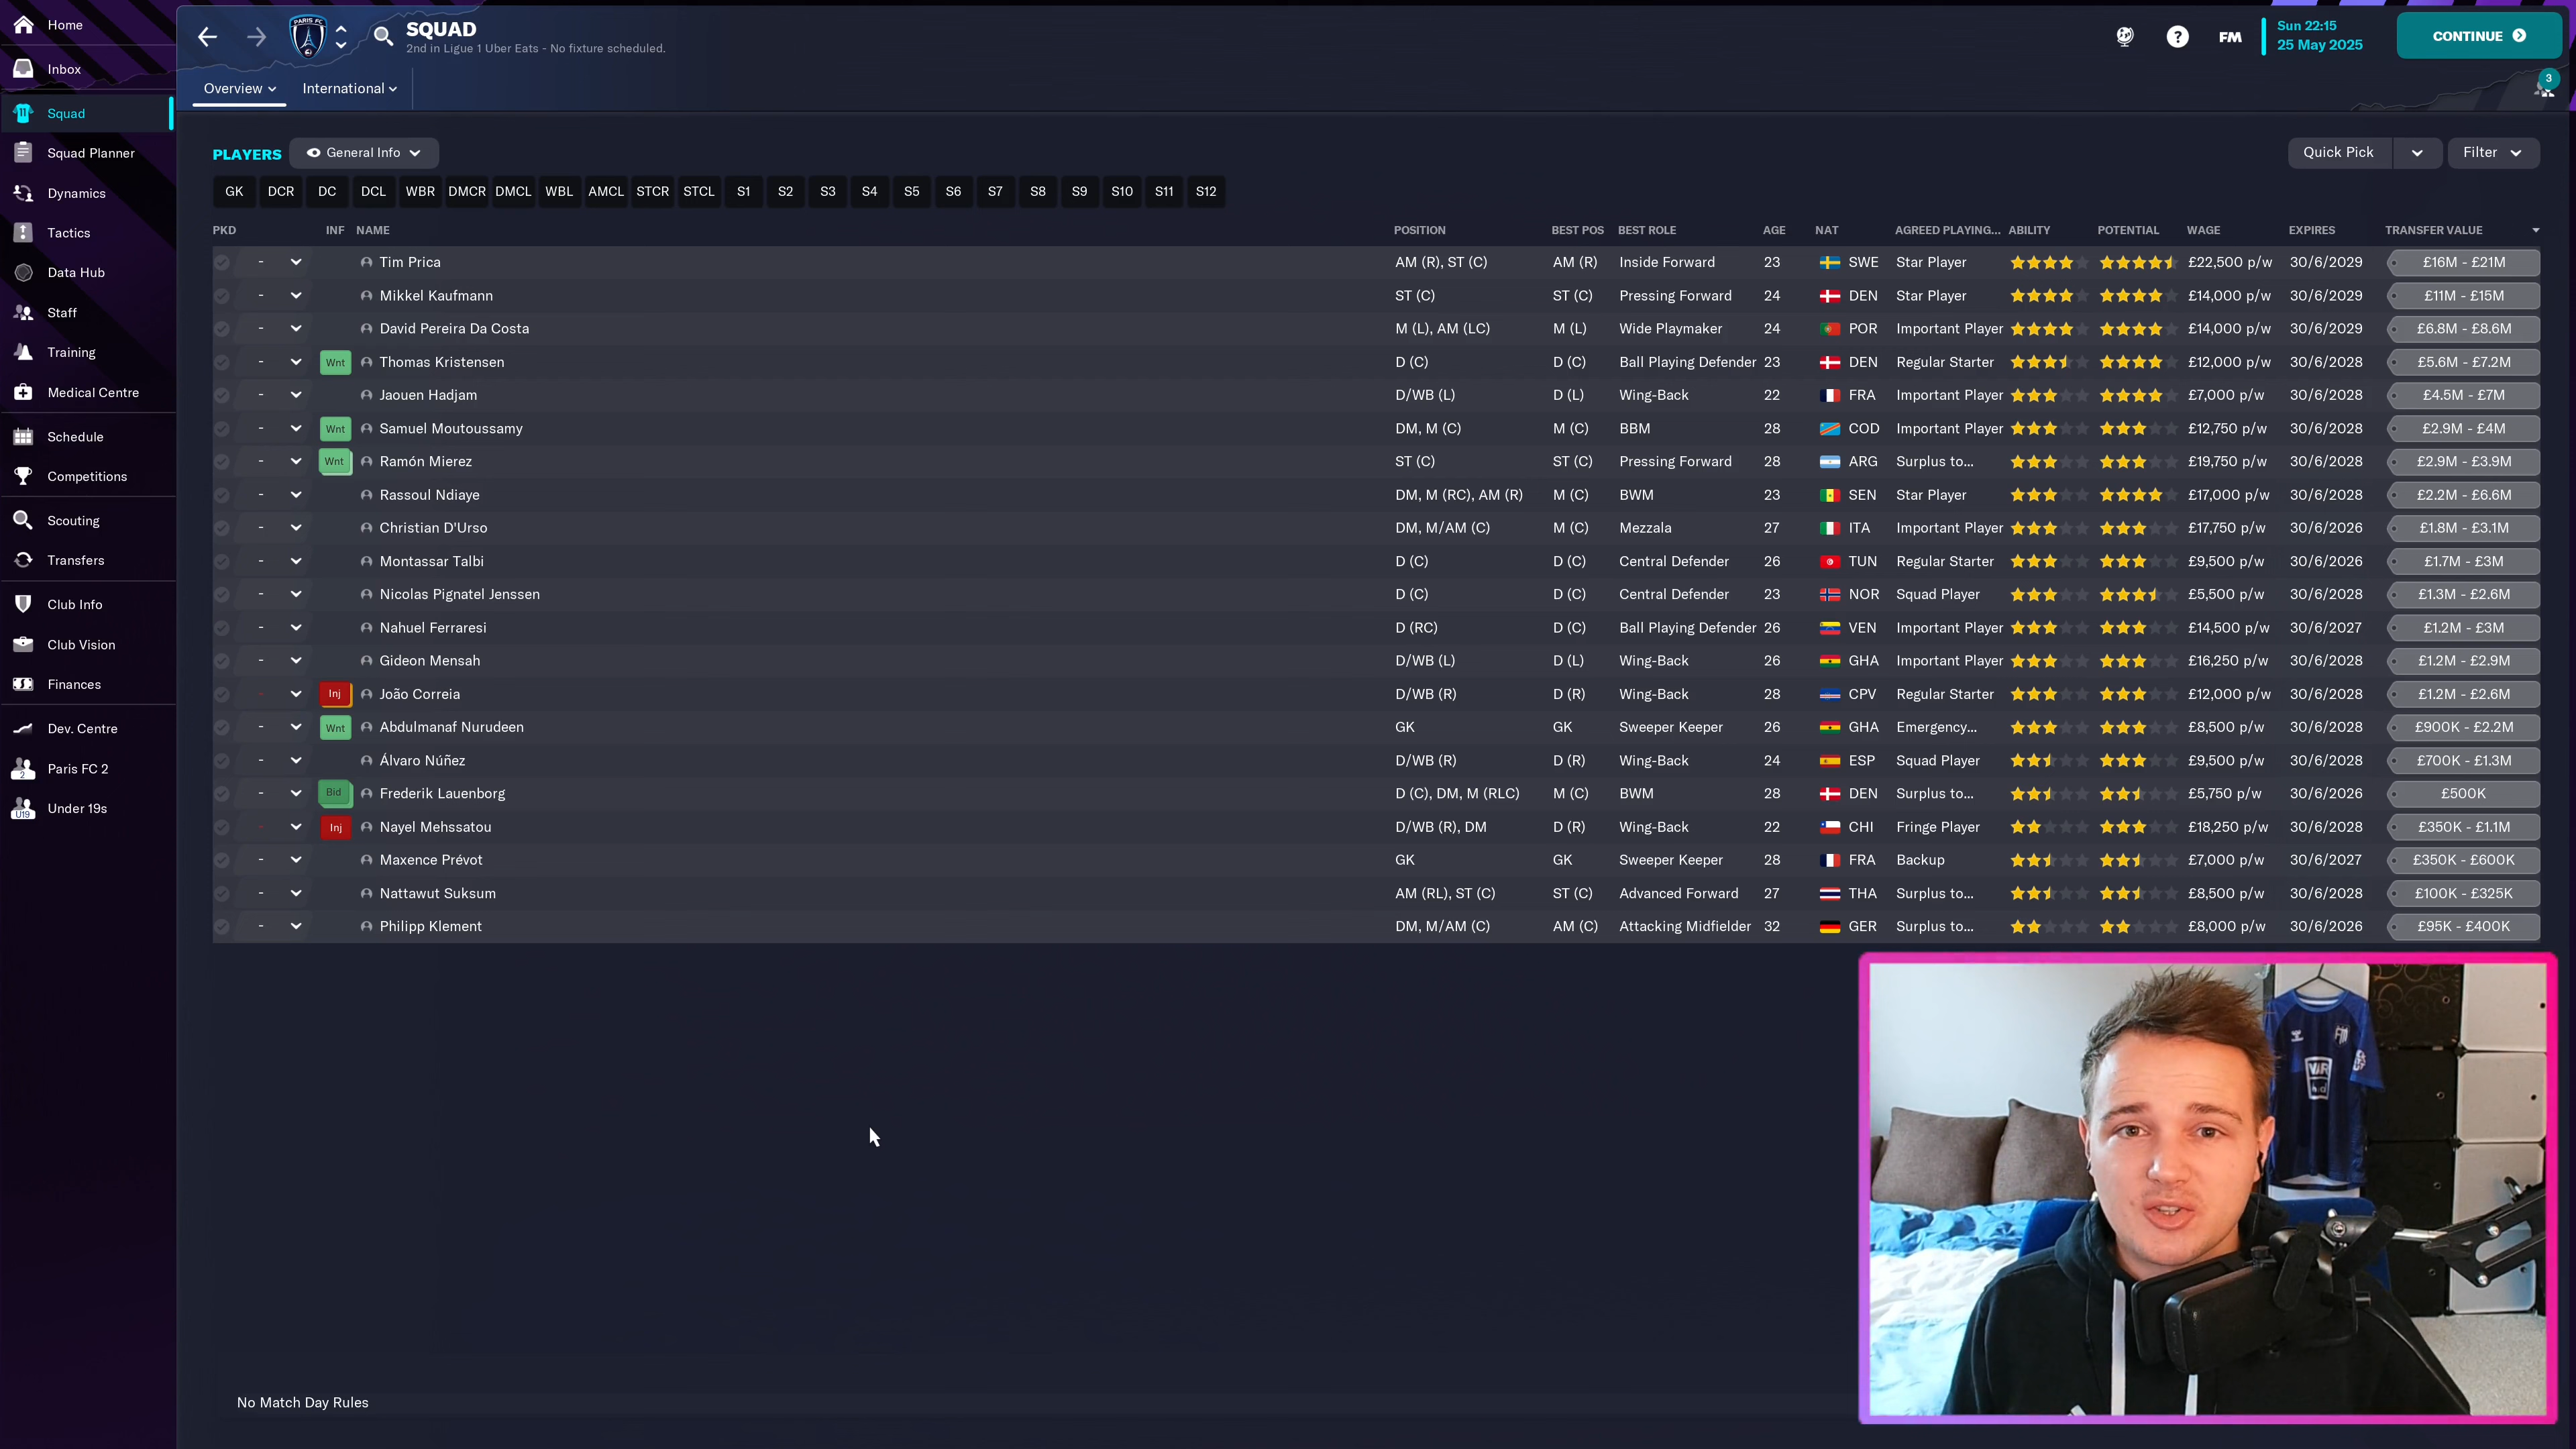 Home
Inbox
Squad
Squad Planner
Dynamics
Tactics
Data Hub
Staff
Training
Medical Centre
Schedule
Competitions
Scouting
Transfers
Club Info
Club Vision
Finances
Dev. Centre
2 Paris FC 2
U19 Under 19s
PARIS FC
SQUAD
2nd in Ligue 1 Uber Eats - No fixture scheduled.
? FM Sun 22:15
25 May 2025
CONTINUE
Overview International
3
PLAYERS General Info Quick Pick Filter
GK DCR DC DCL WBR DMCR DMCL WBL AMCL STCR STCL S1 S2 S3 S4 S5 S6 S7 S8 S9 S10 S11 S12
PKD INF NAME POSITION BEST POS BEST ROLE AGE NAT AGREED PLAYING... ABILITY POTENTIAL WAGE EXPIRES TRANSFER VALUE
- Tim Prica AM (R), ST (C) AM (R) Inside Forward 23 SWE Star Player £22,500 p/w 30/6/2029 £16M - £21M
- Mikkel Kaufmann ST (C) ST (C) Pressing Forward 24 DEN Star Player £14,000 p/w 30/6/2029 £11M - £15M
- David Pereira Da Costa M (L), AM (LC) M (L) Wide Playmaker 24 POR Important Player £14,000 p/w 30/6/2029 £6.8M - £8.6M
- Wnt Thomas Kristensen D (C) D (C) Ball Playing Defender 23 DEN Regular Starter £12,000 p/w 30/6/2028 £5.6M - £7.2M
- Jaouen Hadjam D/WB (L) D (L) Wing-Back 22 FRA Important Player £7,000 p/w 30/6/2028 £4.5M - £7M
- Wnt Samuel Moutoussamy DM, M (C) M (C) BBM 28 COD Important Player £12,750 p/w 30/6/2028 £2.9M - £4M
- Wnt Ramón Mierez ST (C) ST (C) Pressing Forward 28 ARG Surplus to... £19,750 p/w 30/6/2028 £2.9M - £3.9M
- Rassoul Ndiaye DM, M (RC), AM (R) M (C) BWM 23 SEN Star Player £17,000 p/w 30/6/2028 £2.2M - £6.6M
- Christian D'Urso DM, M/AM (C) M (C) Mezzala 27 ITA Important Player £17,750 p/w 30/6/2026 £1.8M - £3.1M
- Montassar Talbi D (C) D (C) Central Defender 26 TUN Regular Starter £9,500 p/w 30/6/2026 £1.7M - £3M
- Nicolas Pignatel Jenssen D (C) D (C) Central Defender 23 NOR Squad Player £5,500 p/w 30/6/2028 £1.3M - £2.6M
- Nahuel Ferraresi D (RC) D (C) Ball Playing Defender 26 VEN Important Player £14,500 p/w 30/6/2027 £1.2M - £3M
- Gideon Mensah D/WB (L) D (L) Wing-Back 26 GHA Important Player £16,250 p/w 30/6/2028 £1.2M - £2.9M
- Inj João Correia D/WB (R) D (R) Wing-Back 28 CPV Regular Starter £12,000 p/w 30/6/2028 £1.2M - £2.6M
- Wnt Abdulmanaf Nurudeen GK GK Sweeper Keeper 26 GHA Emergency... £8,500 p/w 30/6/2028 £900K - £2.2M
- Álvaro Núñez D/WB (R) D (R) Wing-Back 24 ESP Squad Player £9,500 p/w 30/6/2028 £700K - £1.3M
- Bid Frederik Lauenborg D (C), DM, M (RLC) M (C) BWM 28 DEN Surplus to... £5,750 p/w 30/6/2026 £500K
- Inj Nayel Mehssatou D/WB (R), DM D (R) Wing-Back 22 CHI Fringe Player £18,250 p/w 30/6/2028 £350K - £1.1M
- Maxence Prévot GK GK Sweeper Keeper 28 FRA Backup £7,000 p/w 30/6/2027 £350K - £600K
- Nattawut Suksum AM (RL), ST (C) ST (C) Advanced Forward 27 THA Surplus to... £8,500 p/w 30/6/2028 £100K - £325K
- Philipp Klement DM, M/AM (C) AM (C) Attacking Midfielder 32 GER Surplus to... £8,000 p/w 30/6/2026 £95K - £400K
No Match Day Rules